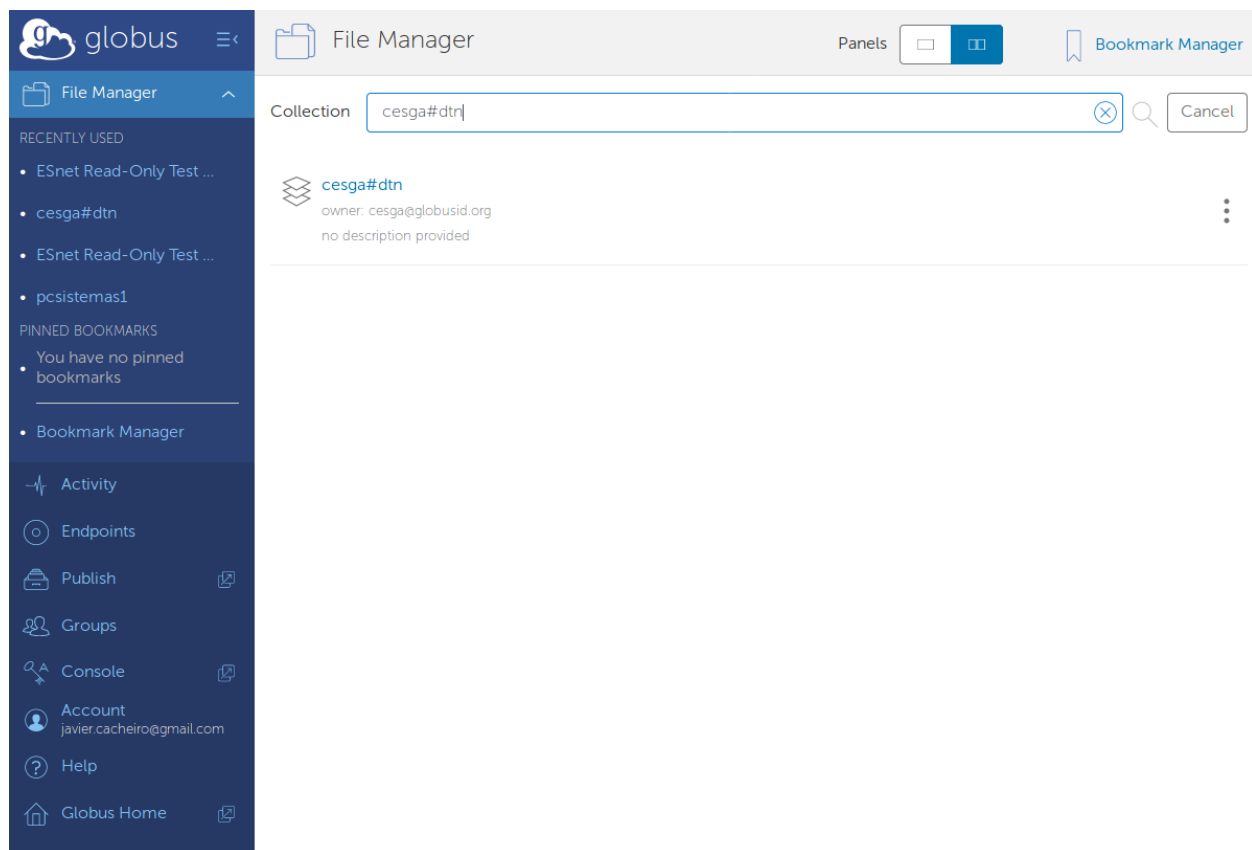 globus
File Manager
RECENTLY USED
ESnet Read-Only Test ...
cesga#dtn
ESnet Read-Only Test ...
pcsistemas1
PINNED BOOKMARKS
You have no pinned
bookmarks
Bookmark Manager
Activity
Endpoints
Publish
Groups
Console
Account
javier.cacheiro@gmail.com
Help
Globus Home
File Manager
Panels
Bookmark Manager
Collection
cesga#dtn
Cancel
cesga#dtn
owner: cesga@globusid.org
no description provided